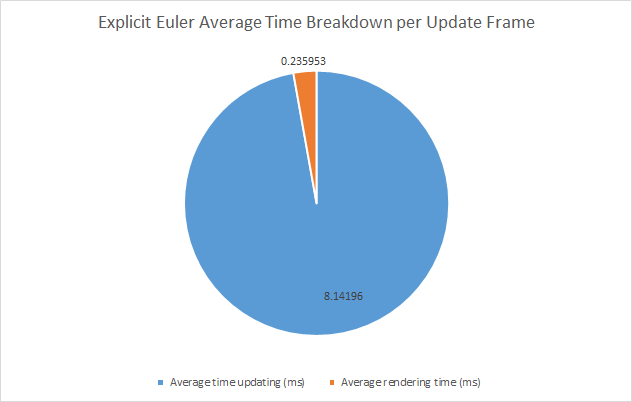 Explicit Euler Average Time Breakdown per Update Frame
0.235953
8.14196
Average time updating (ms)
Average rendering time (ms)